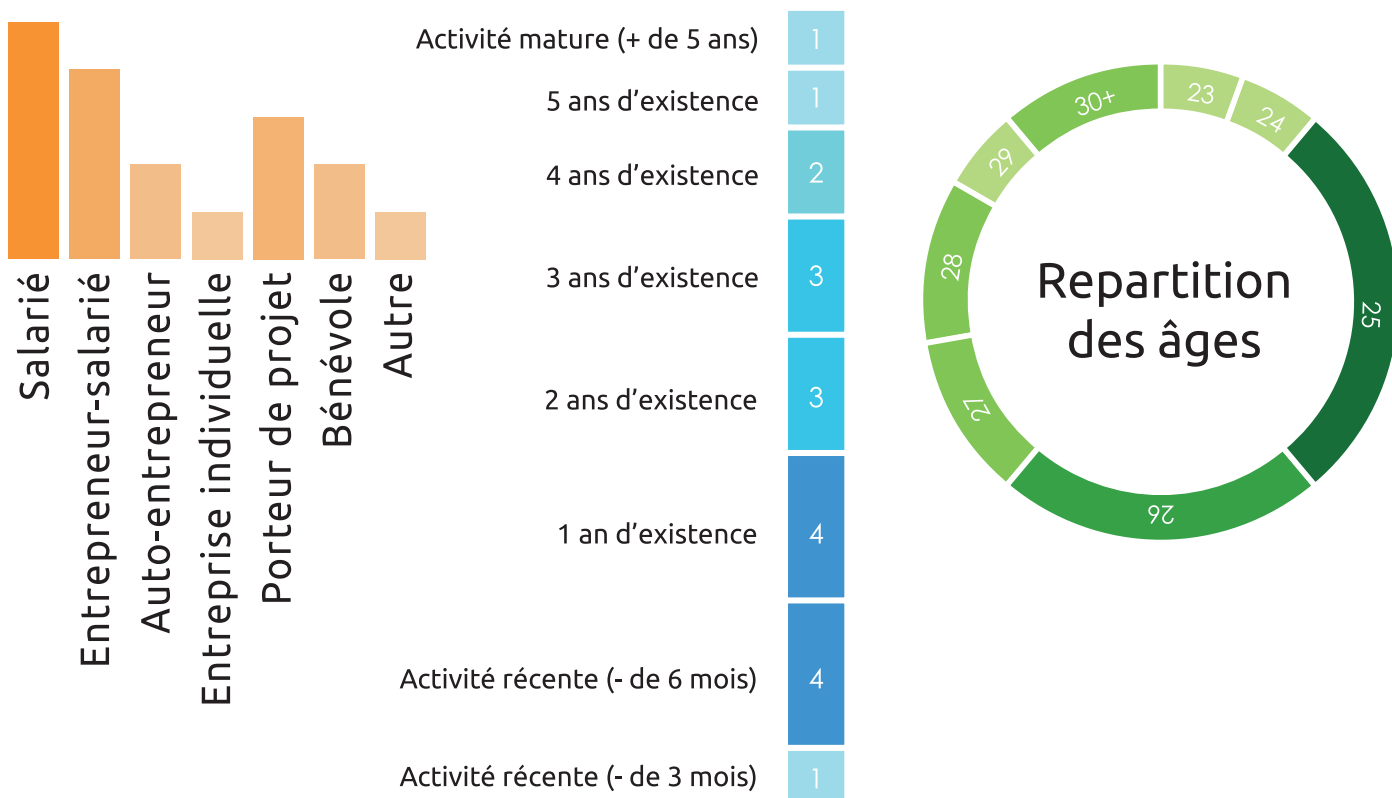 Salarié
Entrepreneur-salarié
Auto-entrepreneur
Entreprise individuelle
Porteur de projet
Bénévole
Autre
Activité mature (+ de 5 ans) 1
5 ans d’existence 1
4 ans d’existence 2
3 ans d’existence 3
2 ans d’existence 3
1 an d’existence 4
Activité récente (- de 6 mois) 4
Activité récente (- de 3 mois) 1
Repartition
des âges
23
24
25
26
27
28
29
30+